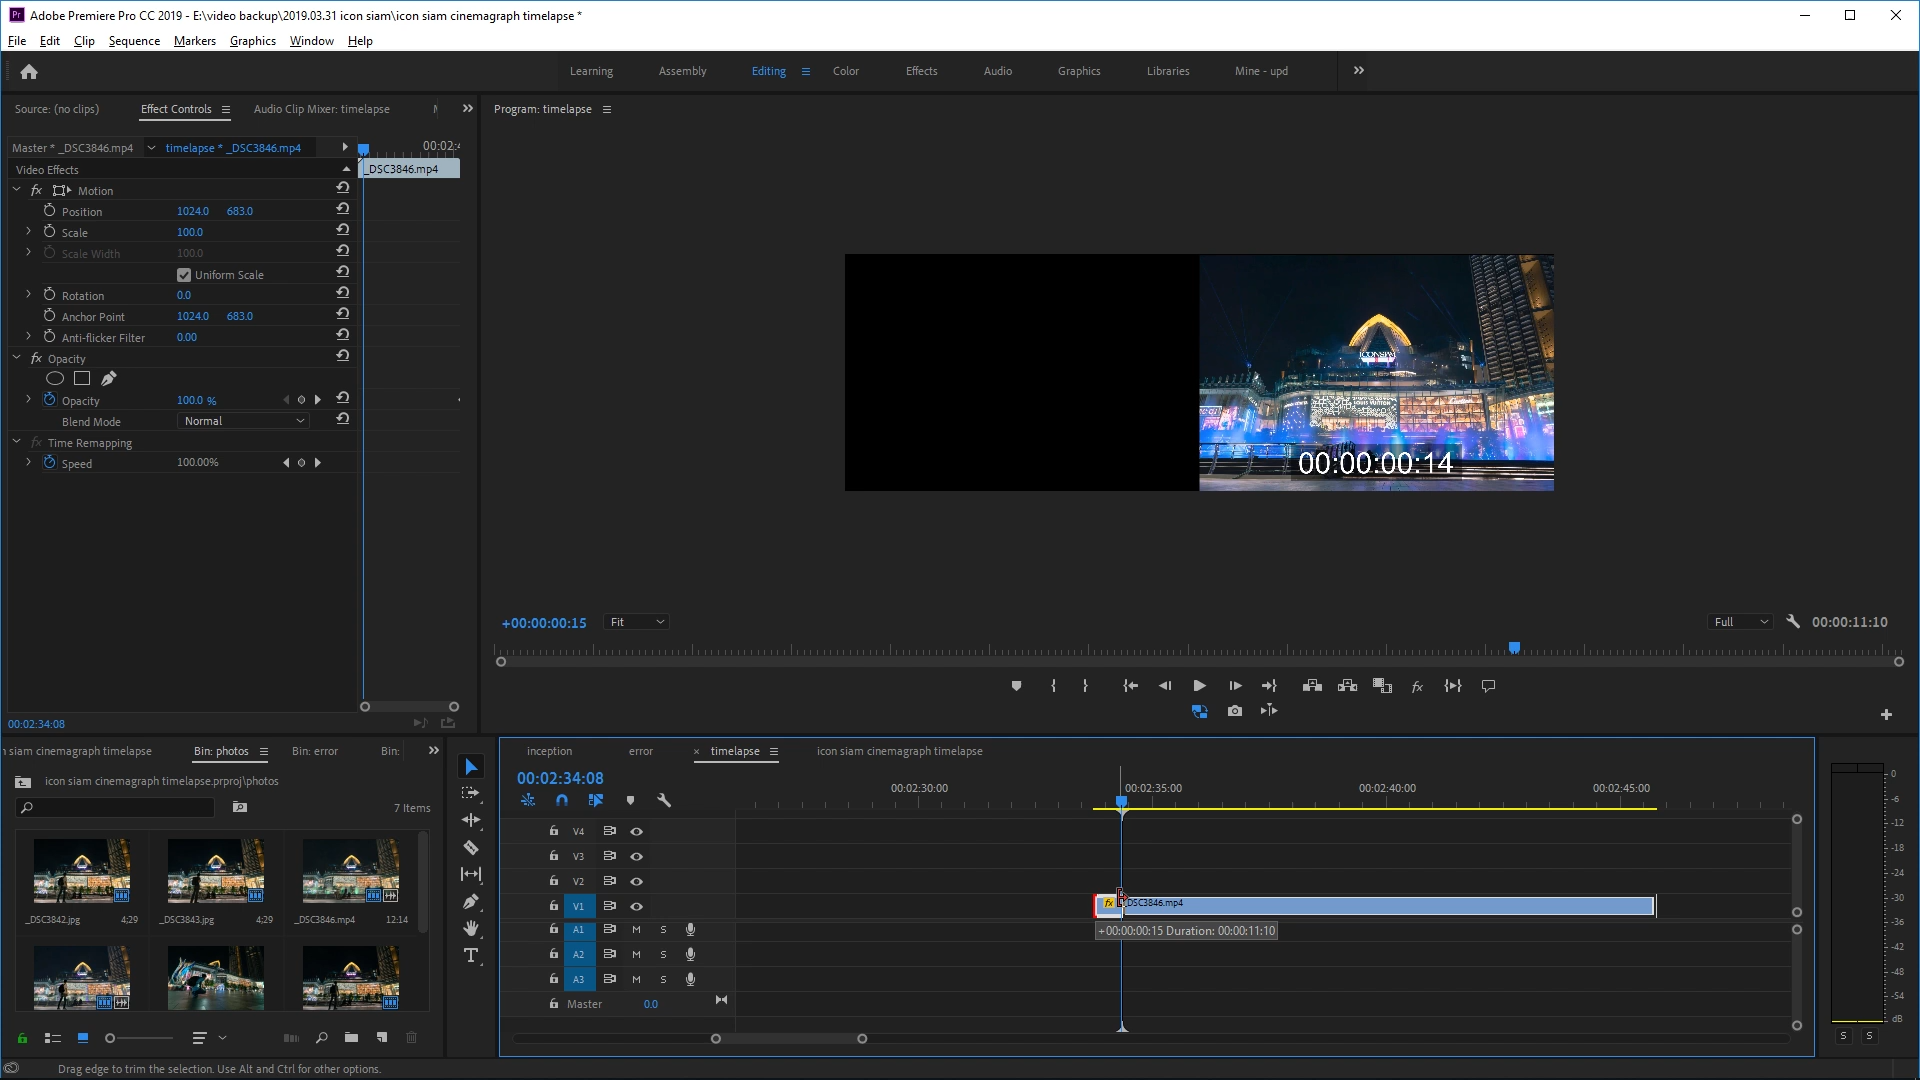 Adobe Premiere Pro CC 2019 - E:\video backup\2019.03.31 icon siam\icon siam cinemagraph timelapse *
File Edit Clip Sequence Markers Graphics Window Help
Learning Assembly Editing Color Effects Audio Graphics Libraries Mine - upd
Source: (no clips) Effect Controls Audio Clip Mixer: timelapse
Program: timelapse
Master * _DSC3846.mp4 timelapse * _DSC3846.mp4 00:02:4
Video Effects _DSC3846.mp4
fx Motion
Position 1024.0 683.0
Scale 100.0
Scale Width 100.0
Uniform Scale
Rotation 0.0
Anchor Point 1024.0 683.0
Anti-flicker Filter 0.00
fx Opacity
Opacity 100.0 %
Blend Mode Normal
fx Time Remapping
Speed 100.00%
ICONSIAM
LOUIS VUITTON
00:00:00:14
+00:00:00:15 Fit Full 00:00:11:10
fx
00:02:34:08
n siam cinemagraph timelapse Bin: photos Bin: error Bin:
icon siam cinemagraph timelapse.prproj\photos
7 Items
_DSC3842.jpg 4;29 _DSC3843.jpg 4;29 _DSC3846.mp4 12:14
inception error × timelapse icon siam cinemagraph timelapse
00:02:34:08
00:02:30:00 00:02:35:00 00:02:40:00 00:02:45:00
V4
V3
V2
V1 fx _DSC3846.mp4
A1 M S +00:00:00:15 Duration: 00:00:11:10
A2 M S
A3 M S
Master 0.0
0
-6
-12
-18
-24
-30
-36
-42
-48
-54
dB
S S
Drag edge to trim the selection. Use Alt and Ctrl for other options.